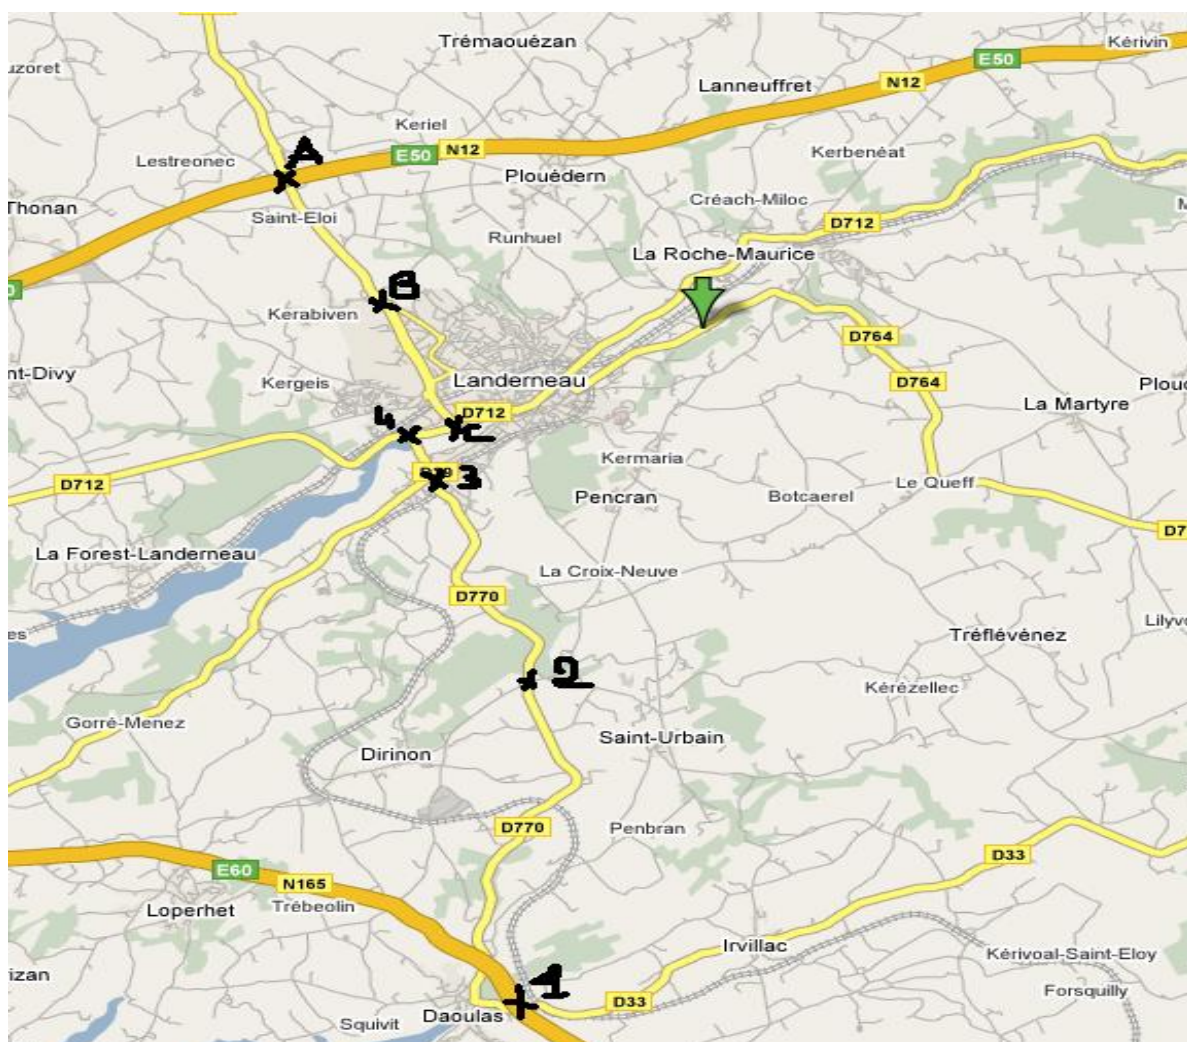 Trémaouézan
Kérivin
E50
uzoret
N12
Lanneuffret
Keriel
A
N12
E50
Lestreonec
Kerbenéat
Plouédern
Thonan
Créach-Miloc
M
Saint-Eloi
D712
Runhuel
La Roche-Maurice
0
B
Kerabiven
D764
nt-Divy
Kergeis
Landerneau
D764
Plouc
D712
La Martyre
4
C
Kermaria
3
D712
Le Queff
Pencran
Botcaerel
D7
La Forest-Landerneau
La Croix-Neuve
D770
Lilyv
es
Tréflévénez
2
Kérézellec
Gorré-Menez
Saint-Urbain
Dirinon
D770
Penbran
D33
E60
N165
Loperhet
Trébeolin
Irvillac
Kérivoal-Saint-Eloy
rizan
1
Forsquilly
D33
Daoulas
Squivit